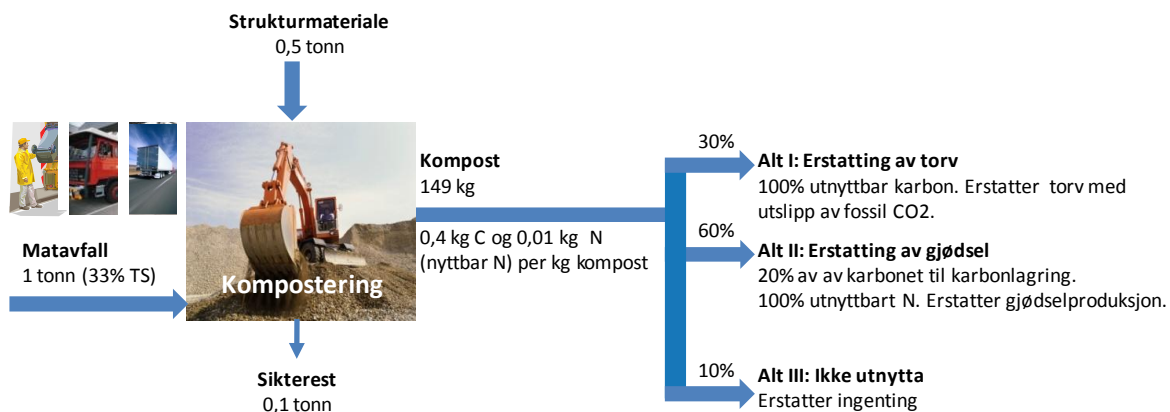 Strukturmateriale
0,5 tonn
Matavfall
1 tonn (33% TS)
Kompostering
Sikterest
0,1 tonn
Kompost
149 kg
0,4 kg C og 0,01 kg N
(nyttbar N) per kg kompost
30%
Alt I: Erstatting av torv
100% utnyttbar karbon. Erstatter torv med
utslipp av fossil CO2.
60%
Alt II: Erstatting av gjødsel
20% av av karbonet til karbonlagring.
100% utnyttbart N. Erstatter gjødselproduksjon.
10%
Alt III: Ikke utnytta
Erstatter ingenting